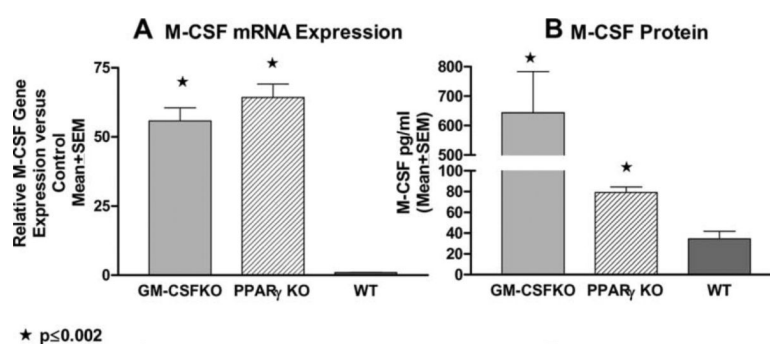 A M-CSF mRNA Expression
Relative M-CSF Gene
Expression versus
Control
Mean+SEM
75
50
25
0
★
★
GM-CSFKO PPARγ KO WT
B M-CSF Protein
M-CSF pg/ml
(Mean+SEM)
800
700
600
500
100
80
60
40
20
0
★
★
GM-CSFKO PPARγ KO WT
★ p≤0.002